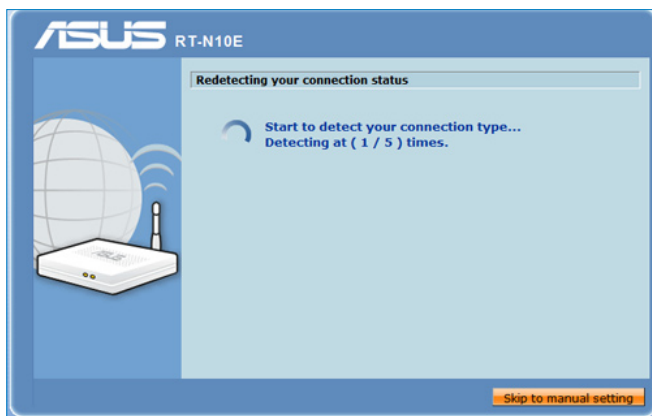 ASUS RT-N10E
Redetecting your connection status
Start to detect your connection type...
Detecting at ( 1 / 5 ) times.
ASUS
Skip to manual setting